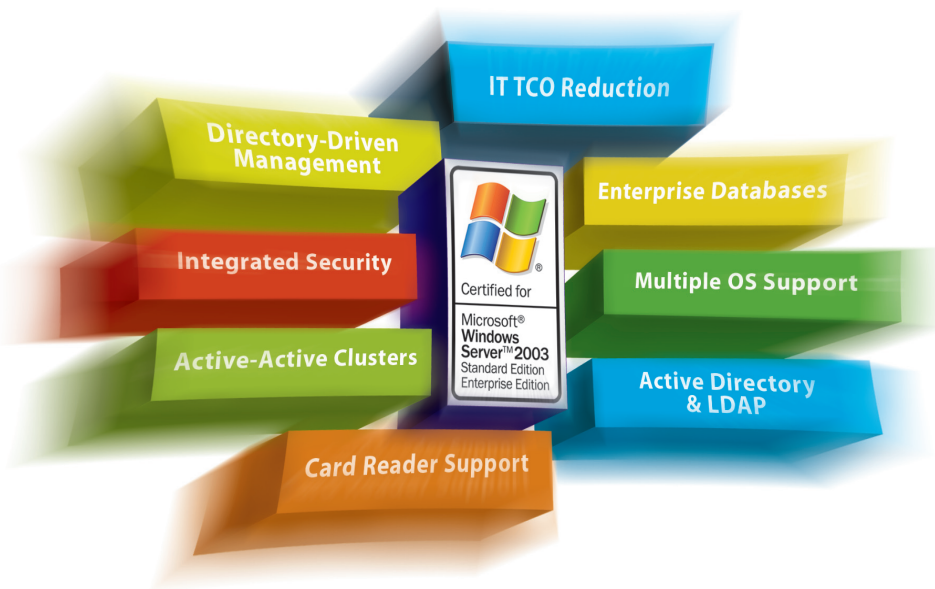 IT TCO Reduction
Directory-Driven
Management
Enterprise Databases
Integrated Security
Multiple OS Support
Active-Active Clusters
Active Directory
& LDAP
Card Reader Support
®
Certified for
Microsoft®
Windows
Server™ 2003
Standard Edition
Enterprise Edition